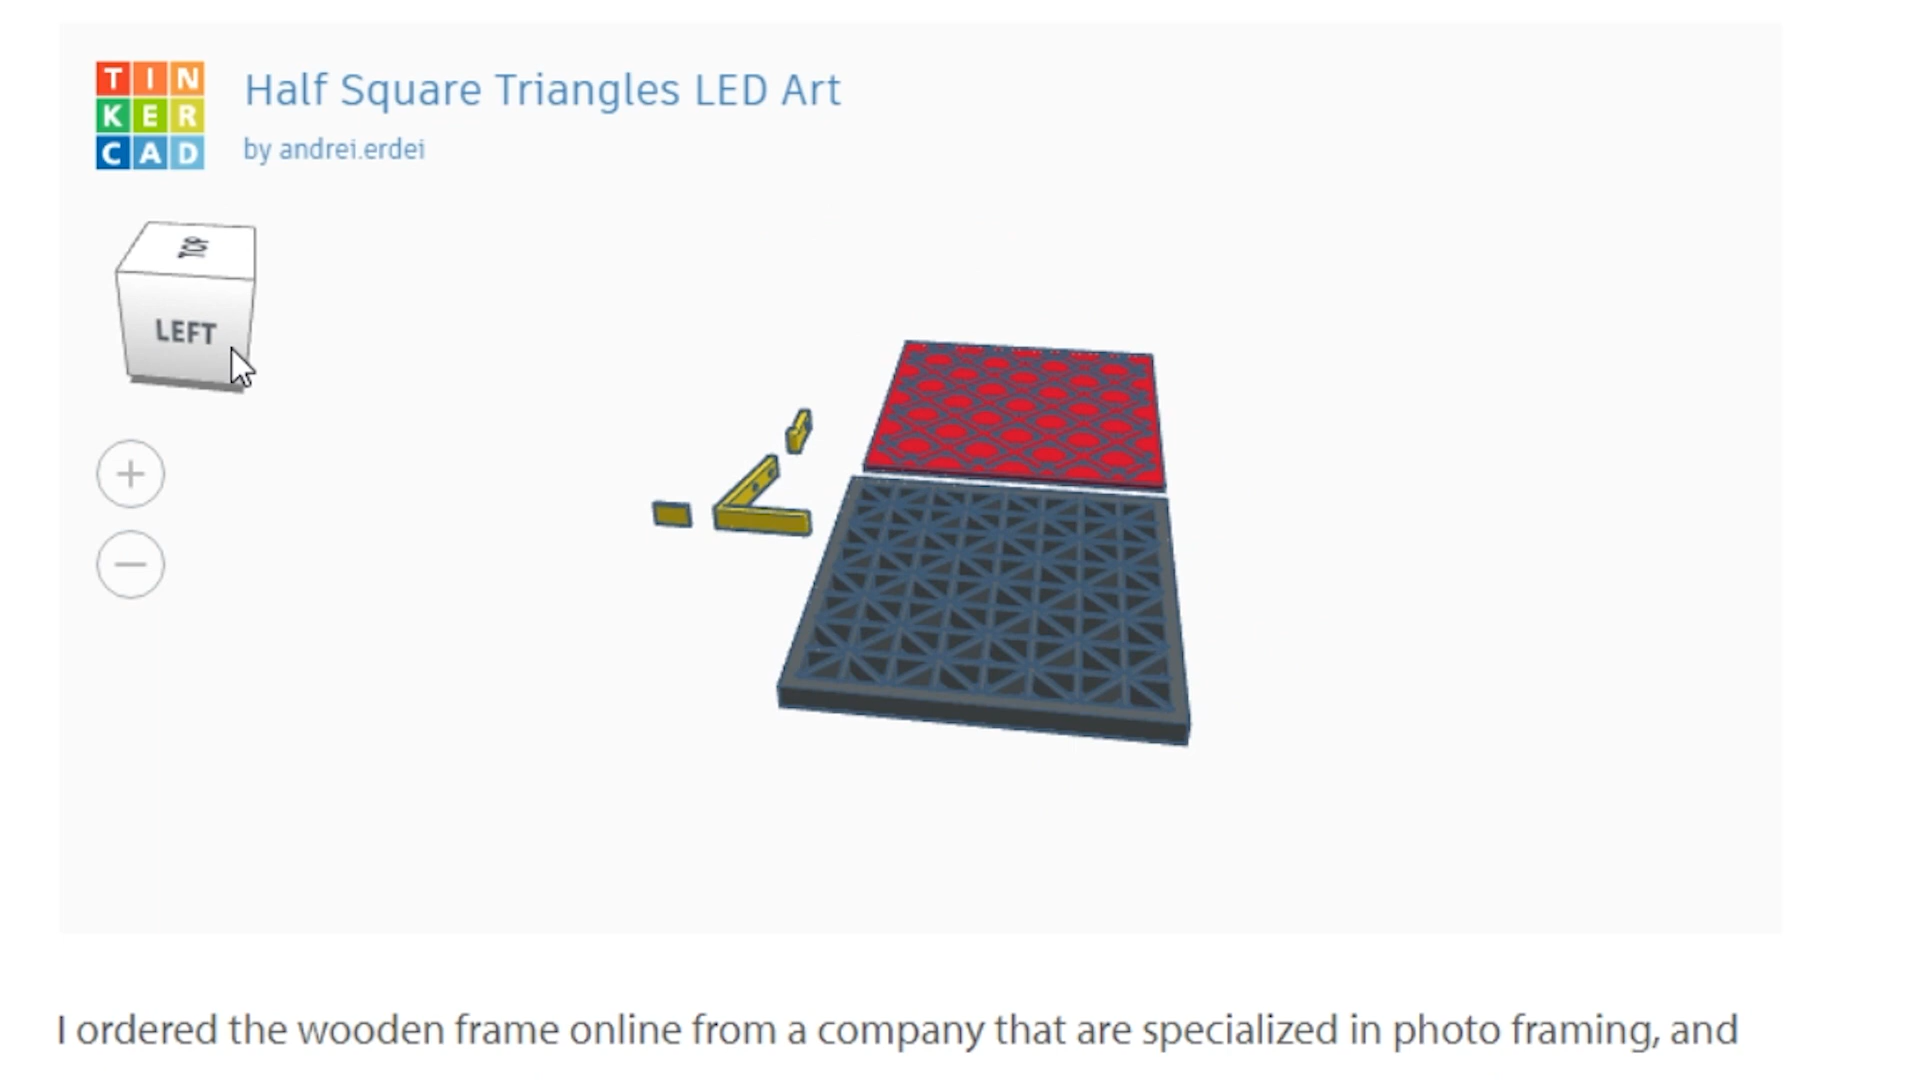 TIN
KER
CAD
Half Square Triangles LED Art
by andrei.erdei
TOP
LEFT
I ordered the wooden frame online from a company that are specialized in photo framing, and